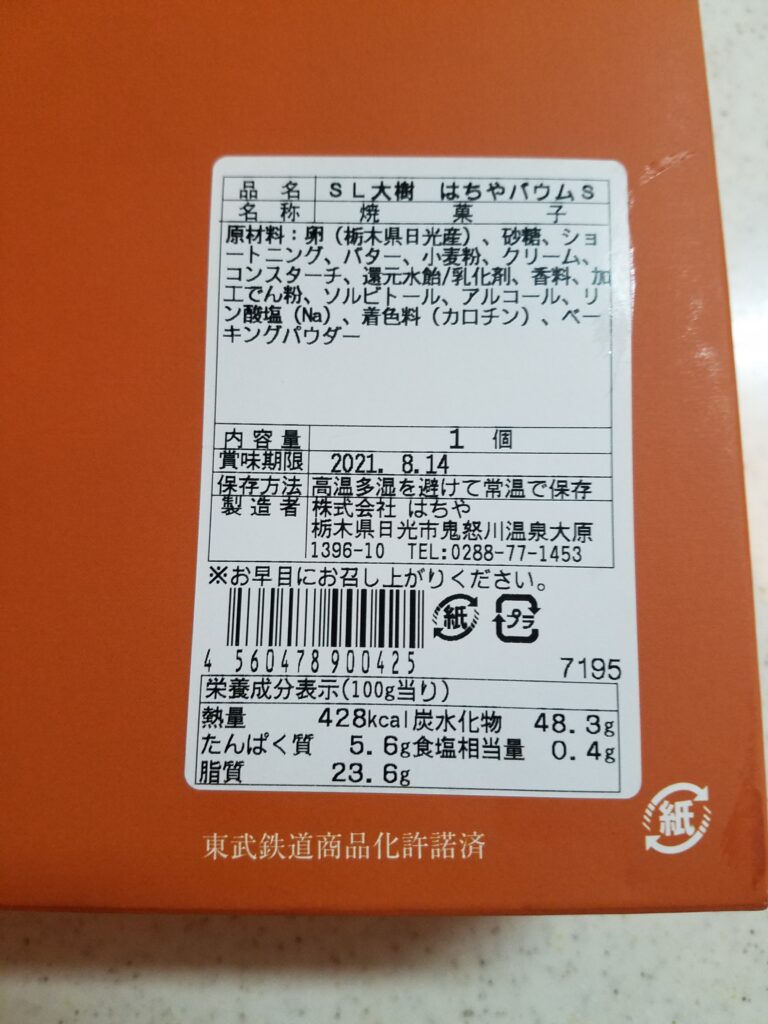 品名 SL大樹 はちやバウムS
名称 焼菓子
原材料：卵（栃木県日光産）、砂糖、ショ
ートニング、バター、小麦粉、クリーム、
コンスターチ、還元水飴/乳化剤、香料、加
工でん粉、ソルビトール、アルコール、リ
ン酸塩（Na）、着色料（カロチン）、ベー
キングパウダー
内容量 1 個
賞味期限 2021. 8.14
保存方法 高温多湿を避けて常温で保存
製造者 株式会社 はちや
栃木県日光市鬼怒川温泉大原
1396-10 TEL:0288-77-1453
※お早目にお召し上がりください。
紙 プラ
4 560478 900425
7195
栄養成分表示(100g当り)
熱量 428kcal 炭水化物 48.3g
たんぱく質 5.6g 食塩相当量 0.4g
脂質 23.6g
紙
東武鉄道商品化許諾済